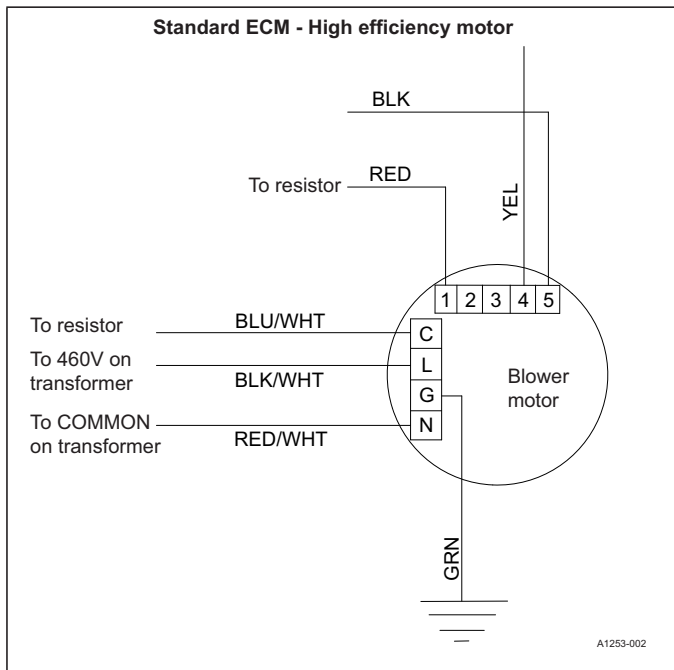 Standard ECM - High efficiency motor
BLK
To resistor
RED
YEL
1 2 3 4 5
To resistor
BLU/WHT
C
To 460V on
transformer
BLK/WHT
L
Blower
motor
G
To COMMON
on transformer
RED/WHT
N
GRN
A1253-002